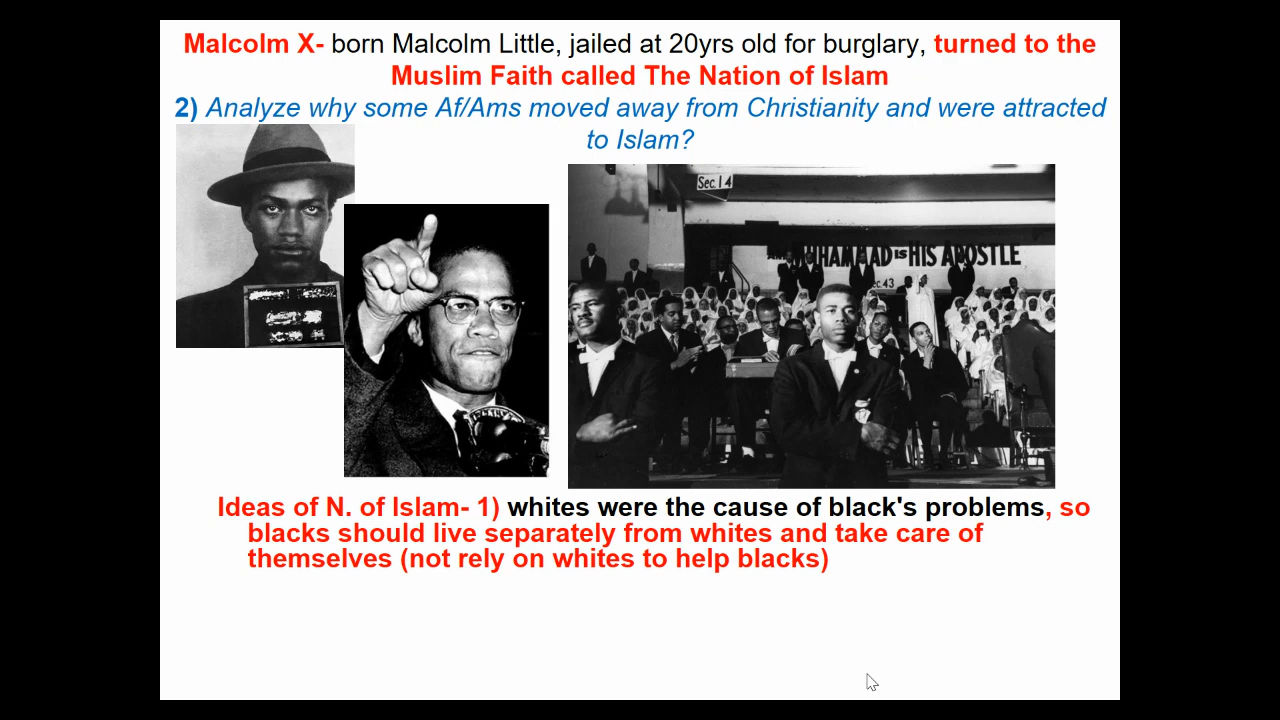 Malcolm X- born Malcolm Little, jailed at 20yrs old for burglary, turned to the
Muslim Faith called The Nation of Islam
2) Analyze why some Af/Ams moved away from Christianity and were attracted
to Islam?
Sec. 14
MUHAMMAD IS HIS APOSTLE
Sec 43
Ideas of N. of Islam- 1) whites were the cause of black's problems, so
blacks should live separately from whites and take care of
themselves (not rely on whites to help blacks)